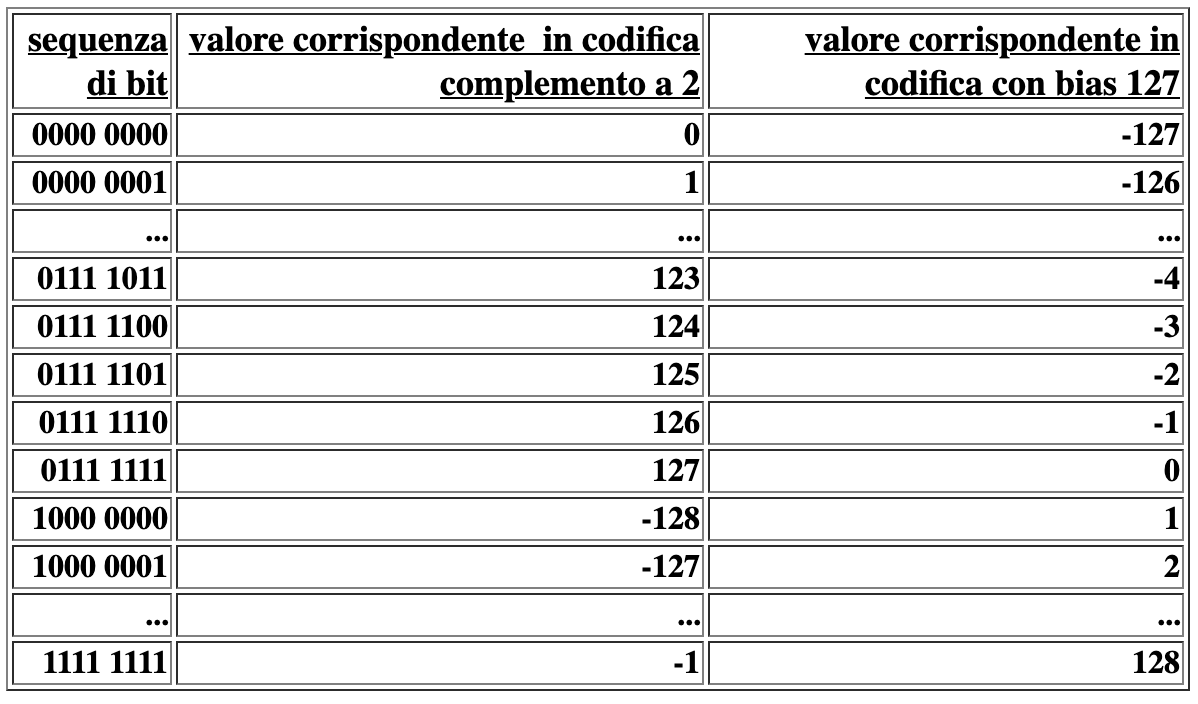 sequenza di bit valore corrispondente in codifica complemento a 2 valore corrispondente in codifica con bias 127
0000 0000 0 -127
0000 0001 1 -126
... ... ...
0111 1011 123 -4
0111 1100 124 -3
0111 1101 125 -2
0111 1110 126 -1
0111 1111 127 0
1000 0000 -128 1
1000 0001 -127 2
... ... ...
1111 1111 -1 128